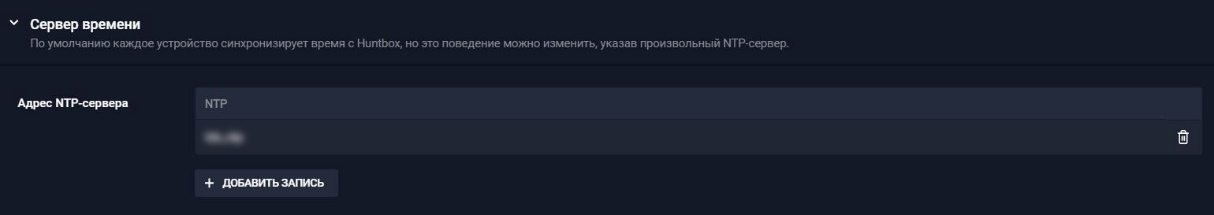 Сервер времени
По умолчанию каждое устройство синхронизирует время с Huntbox, но это поведение можно изменить, указав произвольный NTP-сервер.
Адрес NTP-сервера
NTP
+ ДОБАВИТЬ ЗАПИСЬ